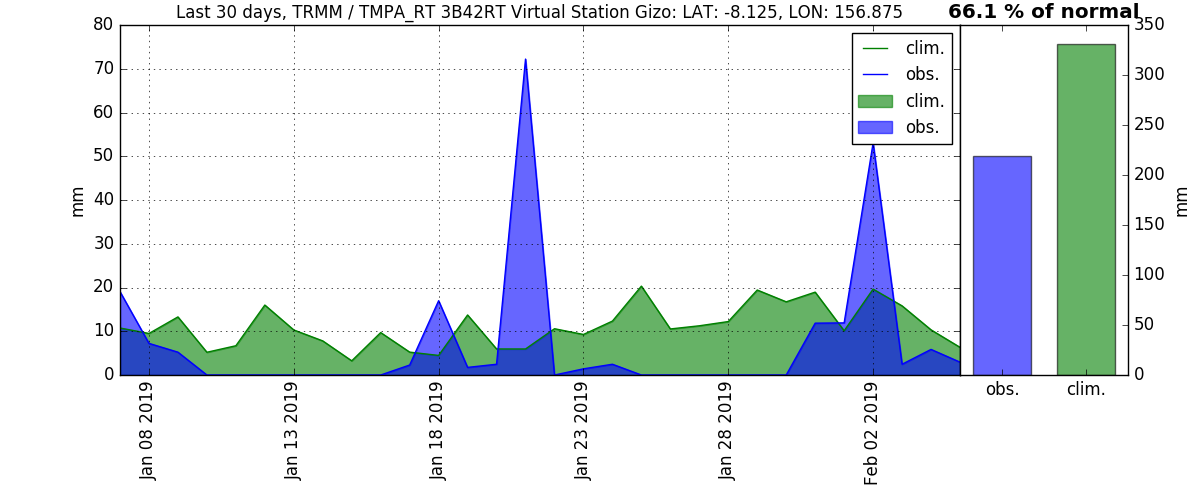 Last 30 days, TRMM / TMPA_RT 3B42RT Virtual Station Gizo: LAT: -8.125, LON: 156.875
66.1 % of normal
80
70
60
50
40
30
20
10
0
mm
clim.
obs.
clim.
obs.
Jan 08 2019
Jan 13 2019
Jan 18 2019
Jan 23 2019
Jan 28 2019
Feb 02 2019
350
300
250
200
150
100
50
0
mm
obs.
clim.